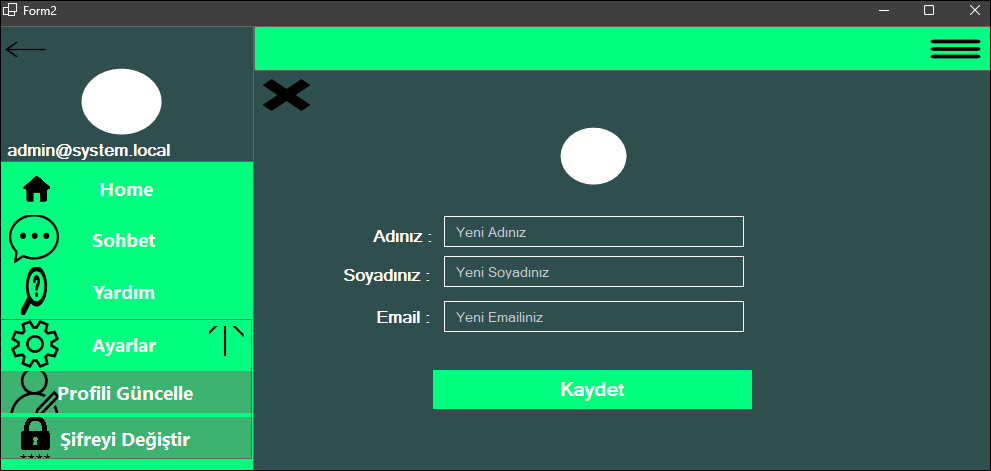 Form2
admin@system.local
Home
Sohbet
Yardım
Ayarlar
Profili Güncelle
Şifreyi Değiştir
Adınız : Yeni Adınız
Soyadınız : Yeni Soyadınız
Email : Yeni Emailiniz
Kaydet